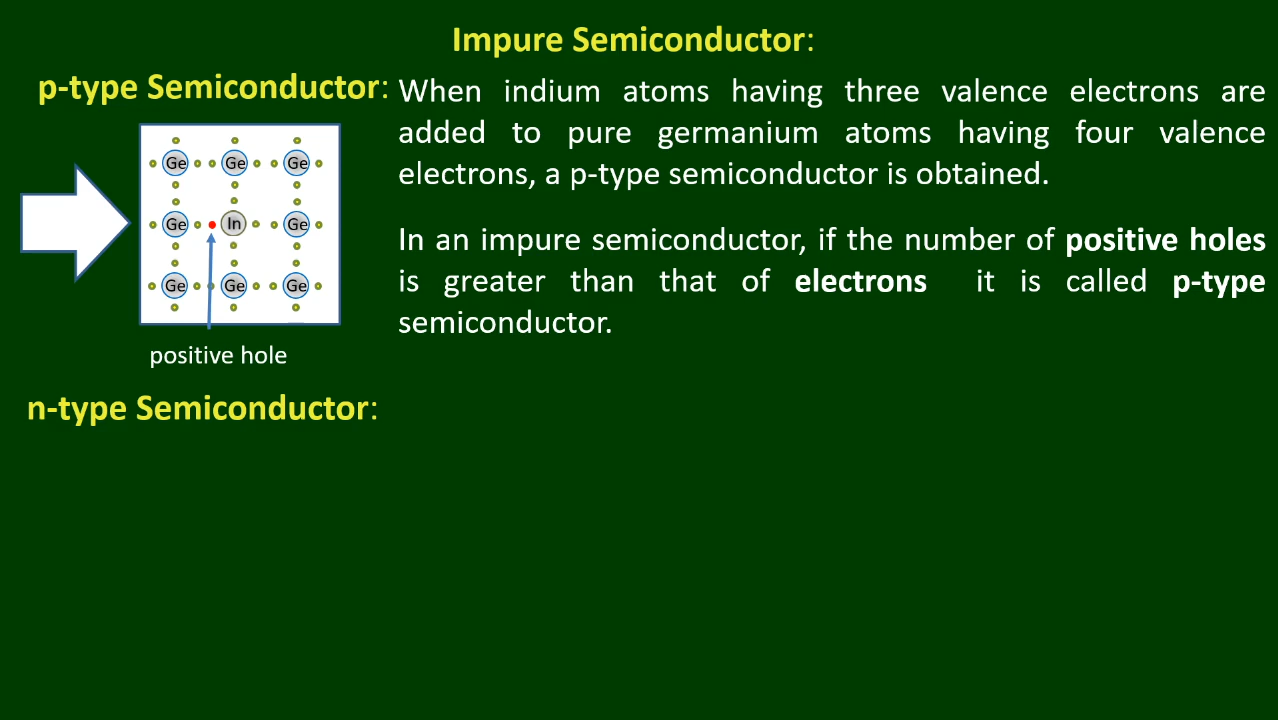 Impure Semiconductor:
p-type Semiconductor:
When indium atoms having three valence electrons are
added to pure germanium atoms having four valence
electrons, a p-type semiconductor is obtained.
Ge Ge Ge
Ge In Ge
Ge Ge Ge
In an impure semiconductor, if the number of positive holes
is greater than that of electrons it is called p-type
semiconductor.
positive hole
n-type Semiconductor: